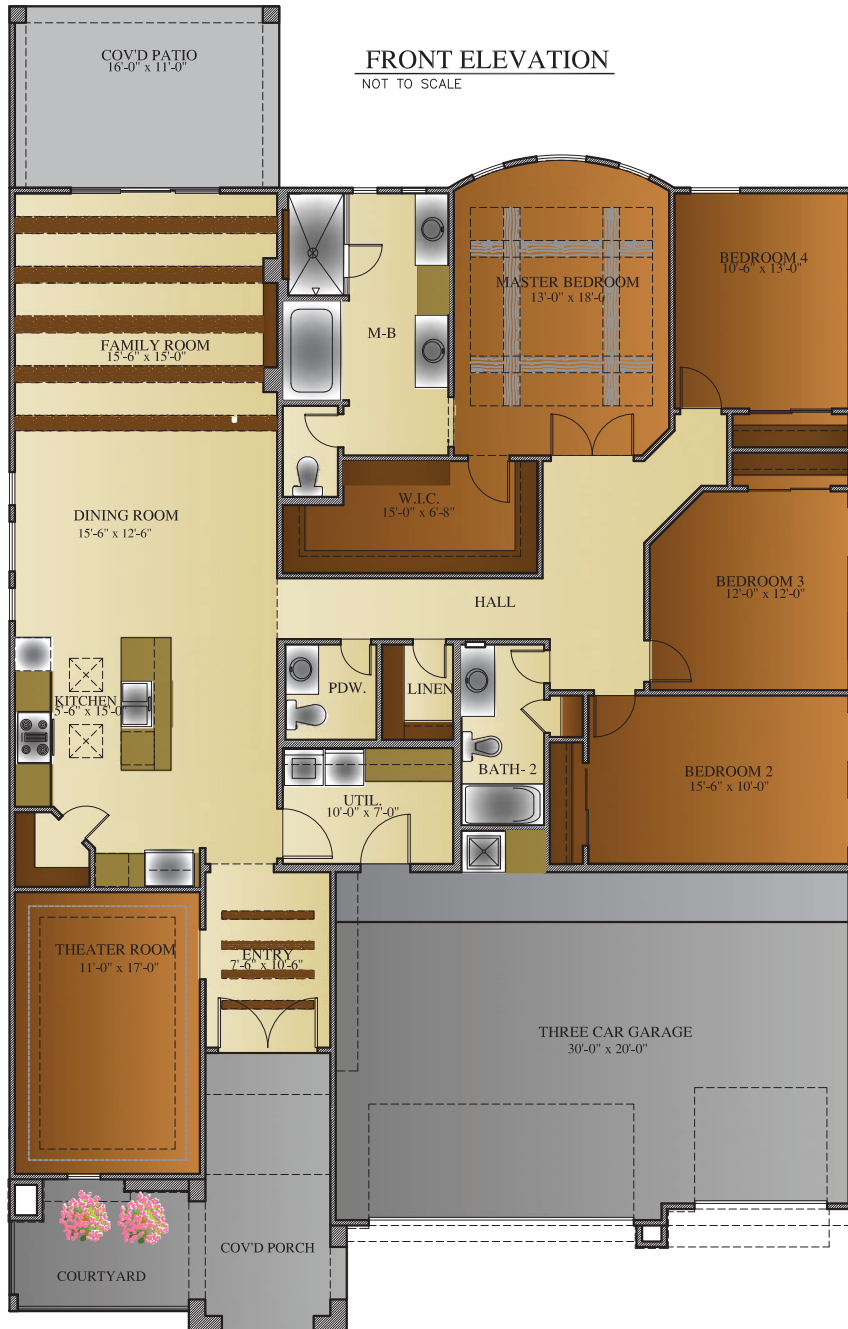 COV'D PATIO
16'-0" x 11'-0"
FRONT ELEVATION
NOT TO SCALE
BEDROOM 4
10'-6" x 13'-0"
MASTER BEDROOM
13'-0" x 18'-0
M-B
FAMILY ROOM
15'-6" x 15'-0"
W.I.C.
15'-0" x 6'-8"
DINING ROOM
15'-6" x 12'-6"
BEDROOM 3
12'-0" x 12'-0"
HALL
PDW.
LINEN
KITCHEN
5'-6" x 15'-0"
BATH- 2
BEDROOM 2
15'-6" x 10'-0"
UTIL.
10'-0" x 7'-0"
THEATER ROOM
11'-0" x 17'-0"
ENTRY
7'-6" x 10'-6"
THREE CAR GARAGE
30'-0" x 20'-0"
COV'D PORCH
COURTYARD